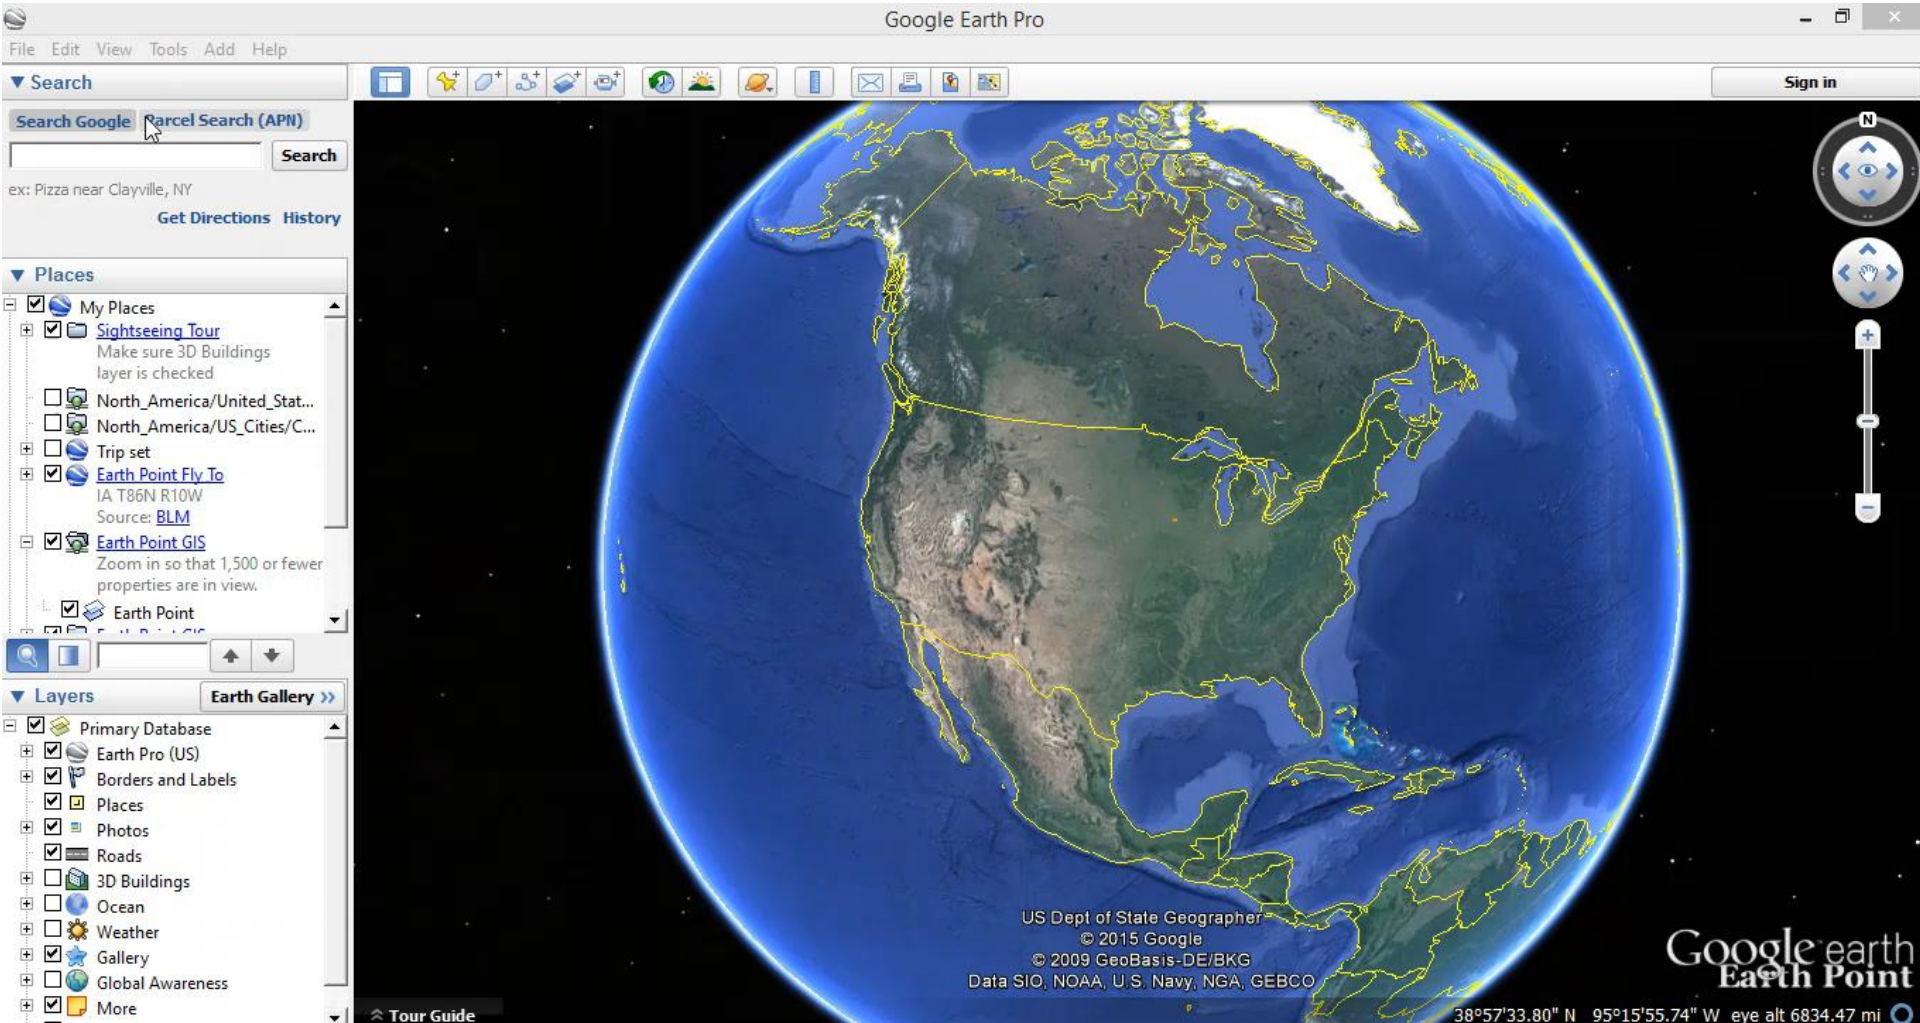 Google Earth Pro
File Edit View Tools Add Help
Search
Search Google Parcel Search (APN)
Search
ex: Pizza near Clayville, NY
Get Directions History
Places
My Places
Sightseeing Tour
Make sure 3D Buildings
layer is checked
North_America/United_Stat...
North_America/US_Cities/C...
Trip set
Earth Point Fly To
IA T86N R10W
Source: BLM
Earth Point GIS
Zoom in so that 1,500 or fewer
properties are in view.
Earth Point
Layers Earth Gallery >>
Primary Database
Earth Pro (US)
Borders and Labels
Places
Photos
Roads
3D Buildings
Ocean
Weather
Gallery
Global Awareness
More
Sign in
N
US Dept of State Geographer
© 2015 Google
© 2009 GeoBasis-DE/BKG
Data SIO, NOAA, U.S. Navy, NGA, GEBCO
Google earth
Earth Point
Tour Guide
38°57'33.80" N 95°15'55.74" W eye alt 6834.47 mi